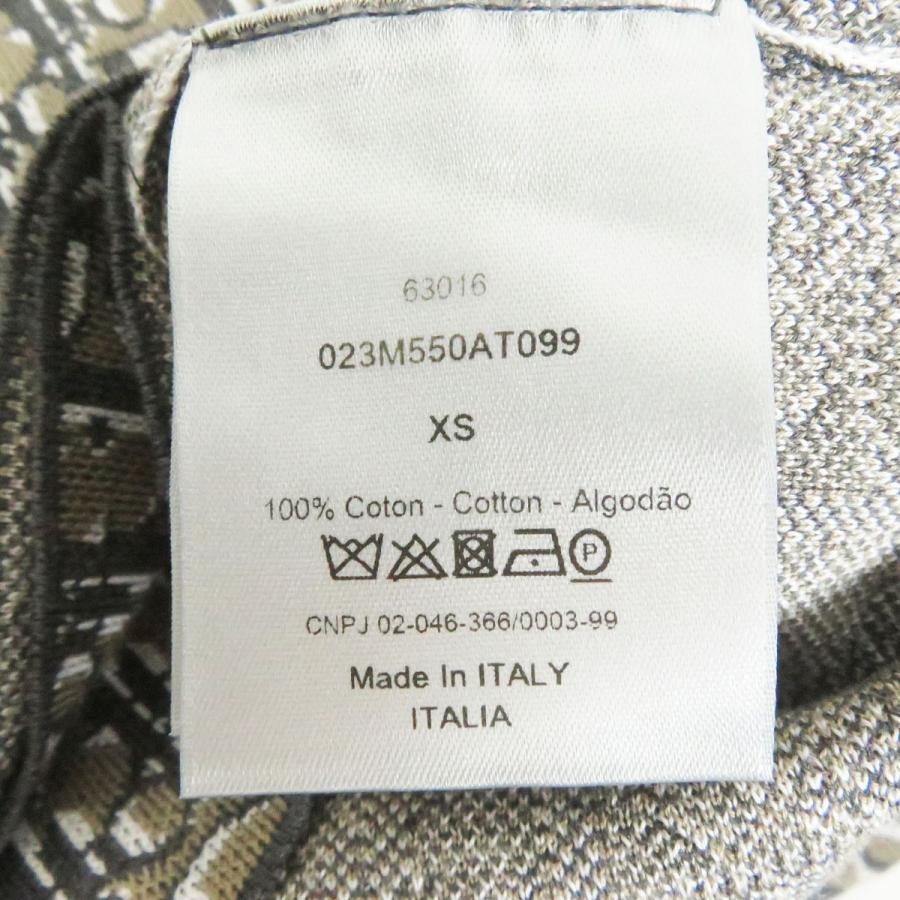 63016
023M550AT099
XS
100% Coton - Cotton - Algodão
P
CNPJ 02-046-366/0003-99
Made In ITALY
ITALIA